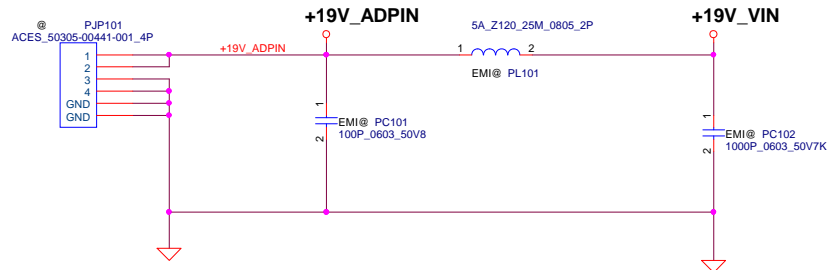 @ PJP101
ACES_50305-00441-001_4P
1
2
3
4
GND
GND
+19V_ADPIN
+19V_ADPIN
1
2
EMI@ PC101
100P_0603_50V8
5A_Z120_25M_0805_2P
1 2
EMI@ PL101
+19V_VIN
1
2
EMI@ PC102
1000P_0603_50V7K